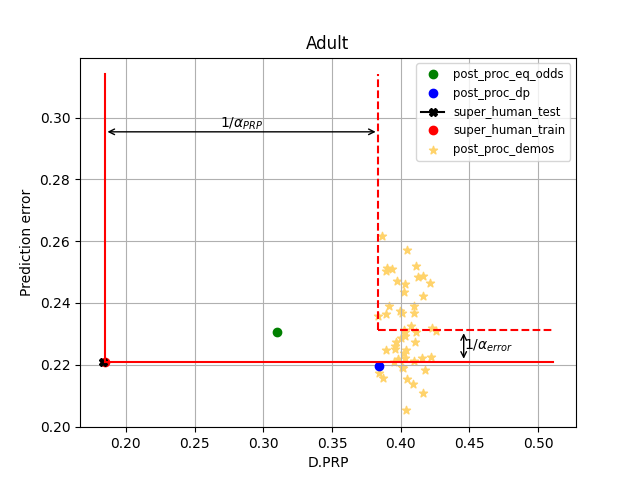 Adult
post_proc_eq_odds
post_proc_dp
super_human_test
super_human_train
post_proc_demos
1/α_PRP
1/α_error
Prediction error
0.30
0.28
0.26
0.24
0.22
0.20
0.20 0.25 0.30 0.35 0.40 0.45 0.50
D.PRP